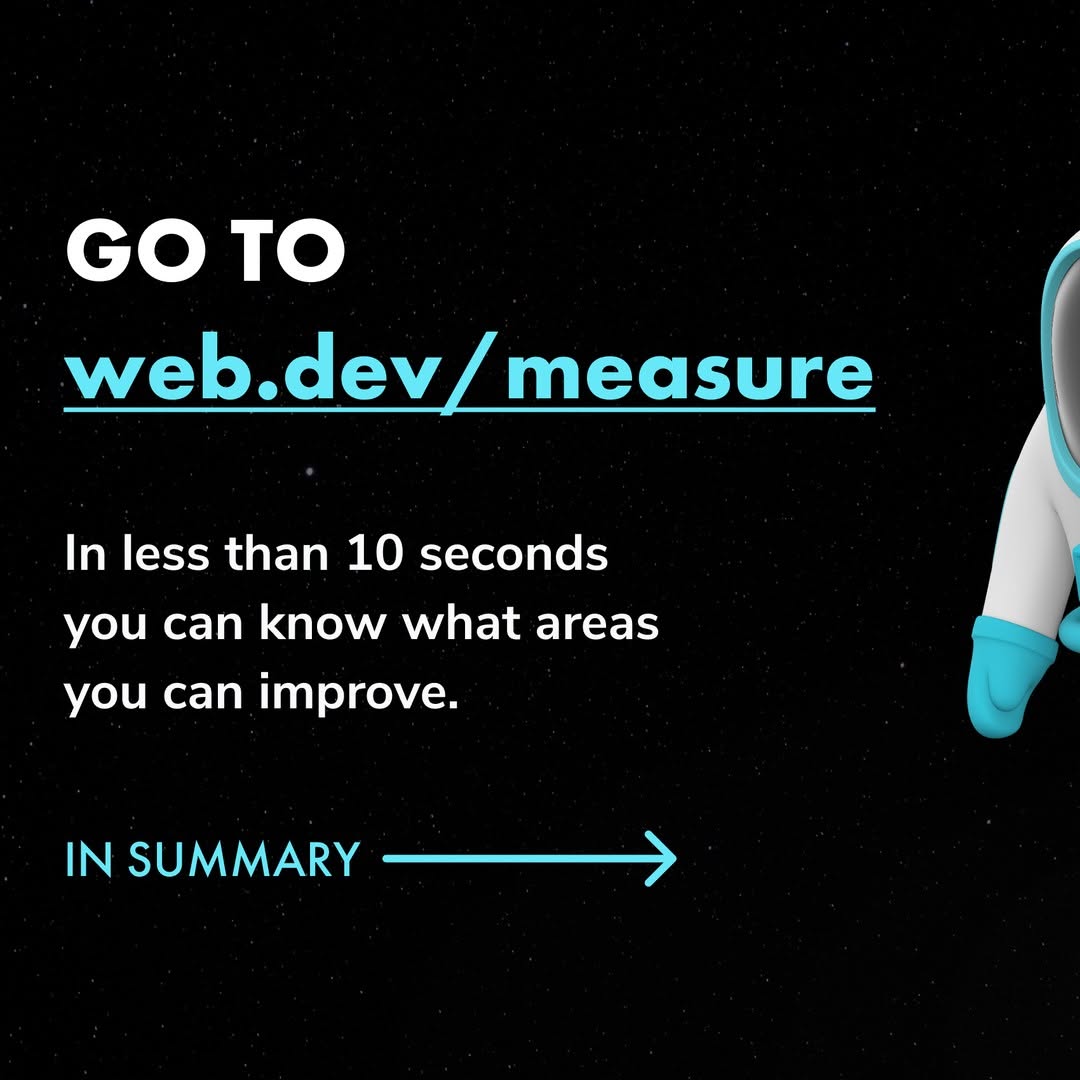 GO TO
web.dev/measure
In less than 10 seconds
you can know what areas
you can improve.
IN SUMMARY